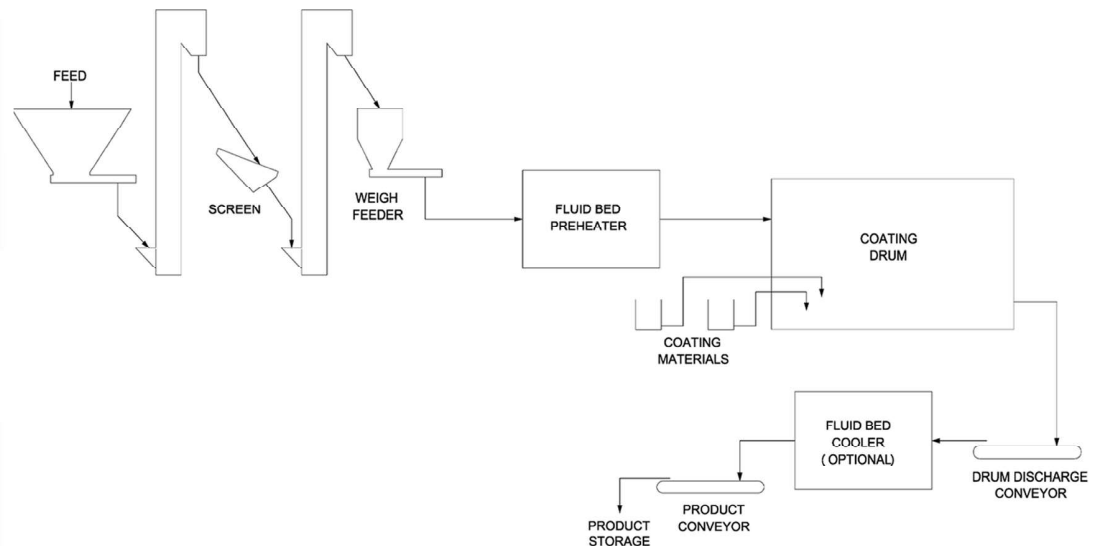 FEED
SCREEN
WEIGH
FEEDER
FLUID BED
PREHEATER
COATING
DRUM
COATING
MATERIALS
FLUID BED
COOLER
( OPTIONAL)
DRUM DISCHARGE
CONVEYOR
PRODUCT
CONVEYOR
PRODUCT
STORAGE